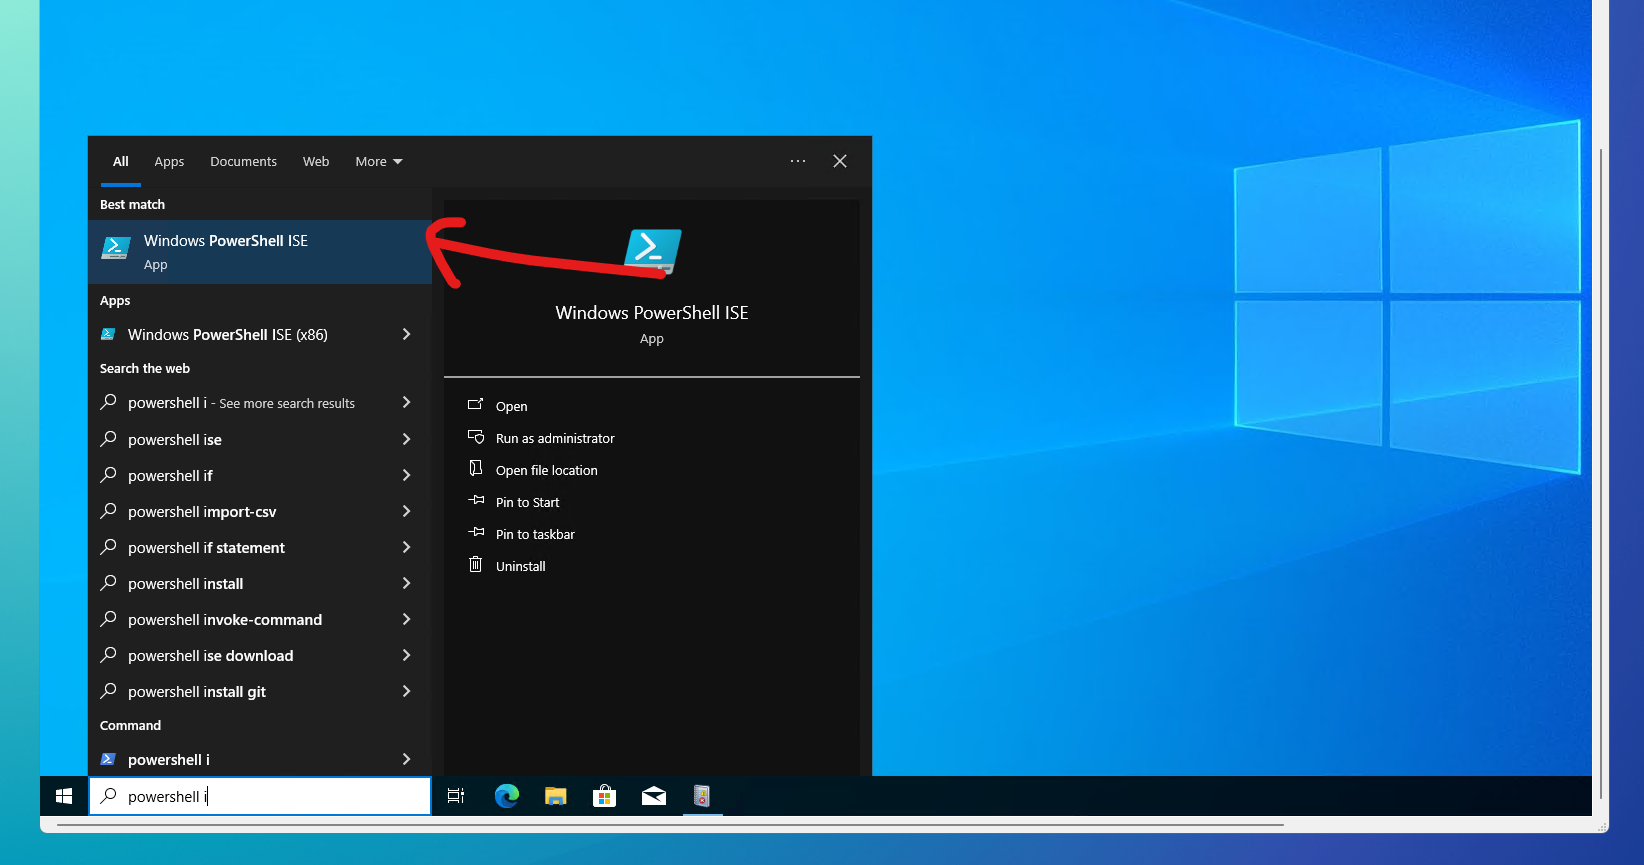 All Apps Documents Web More
Best match
Windows PowerShell ISE
App
Apps
Windows PowerShell ISE (x86)
Search the web
powershell i - See more search results
powershell ise
powershell if
powershell import-csv
powershell if statement
powershell install
powershell invoke-command
powershell ise download
powershell install git
Command
powershell i
powershell i
Windows PowerShell ISE
App
Open
Run as administrator
Open file location
Pin to Start
Pin to taskbar
Uninstall